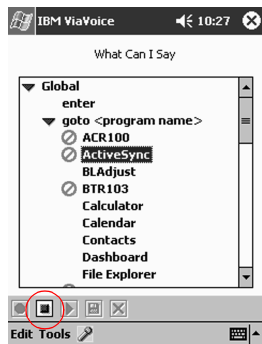 IBM ViaVoice 10:27
What Can I Say
Global
enter
goto <program name>
ACR100
ActiveSync
BLAdjust
BTR103
Calculator
Calendar
Contacts
Dashboard
File Explorer
Edit Tools